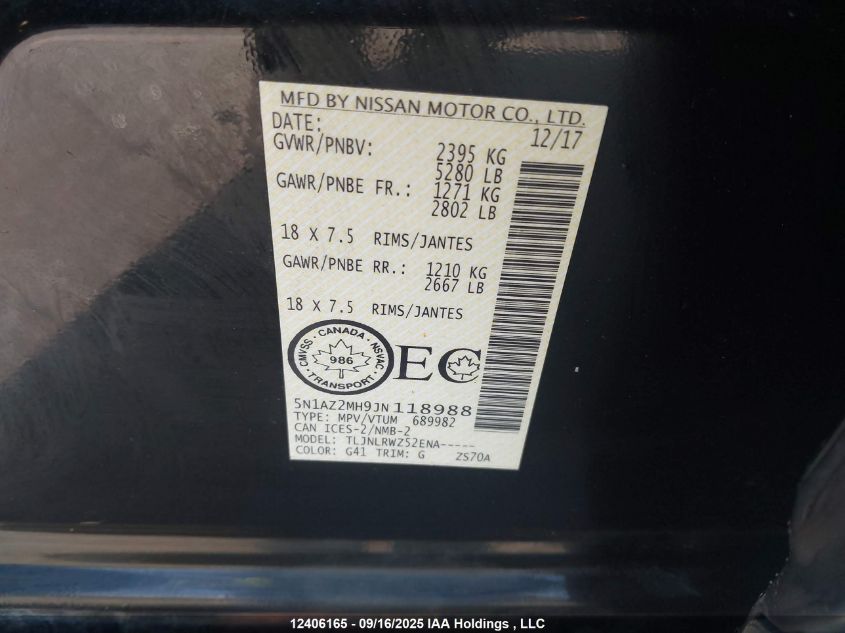 MFD BY NISSAN MOTOR CO., LTD.
DATE: 12/17
GVWR/PNBV: 2395 KG
5280 LB
GAWR/PNBE FR.: 1271 KG
2802 LB
18 X 7.5 RIMS/JANTES
GAWR/PNBE RR.: 1210 KG
2667 LB
18 X 7.5 RIMS/JANTES
CANADA
CMVSS 986 NSVAC
TRANSPORT
EC
5N1AZ2MH9JN118988
TYPE: MPV/VTUM 689982
CAN ICES-2/NMB-2
MODEL: TLJNLRWZ52ENA-----
COLOR: G41 TRIM: G ZS70A
12406165 - 09/16/2025 IAA Holdings , LLC